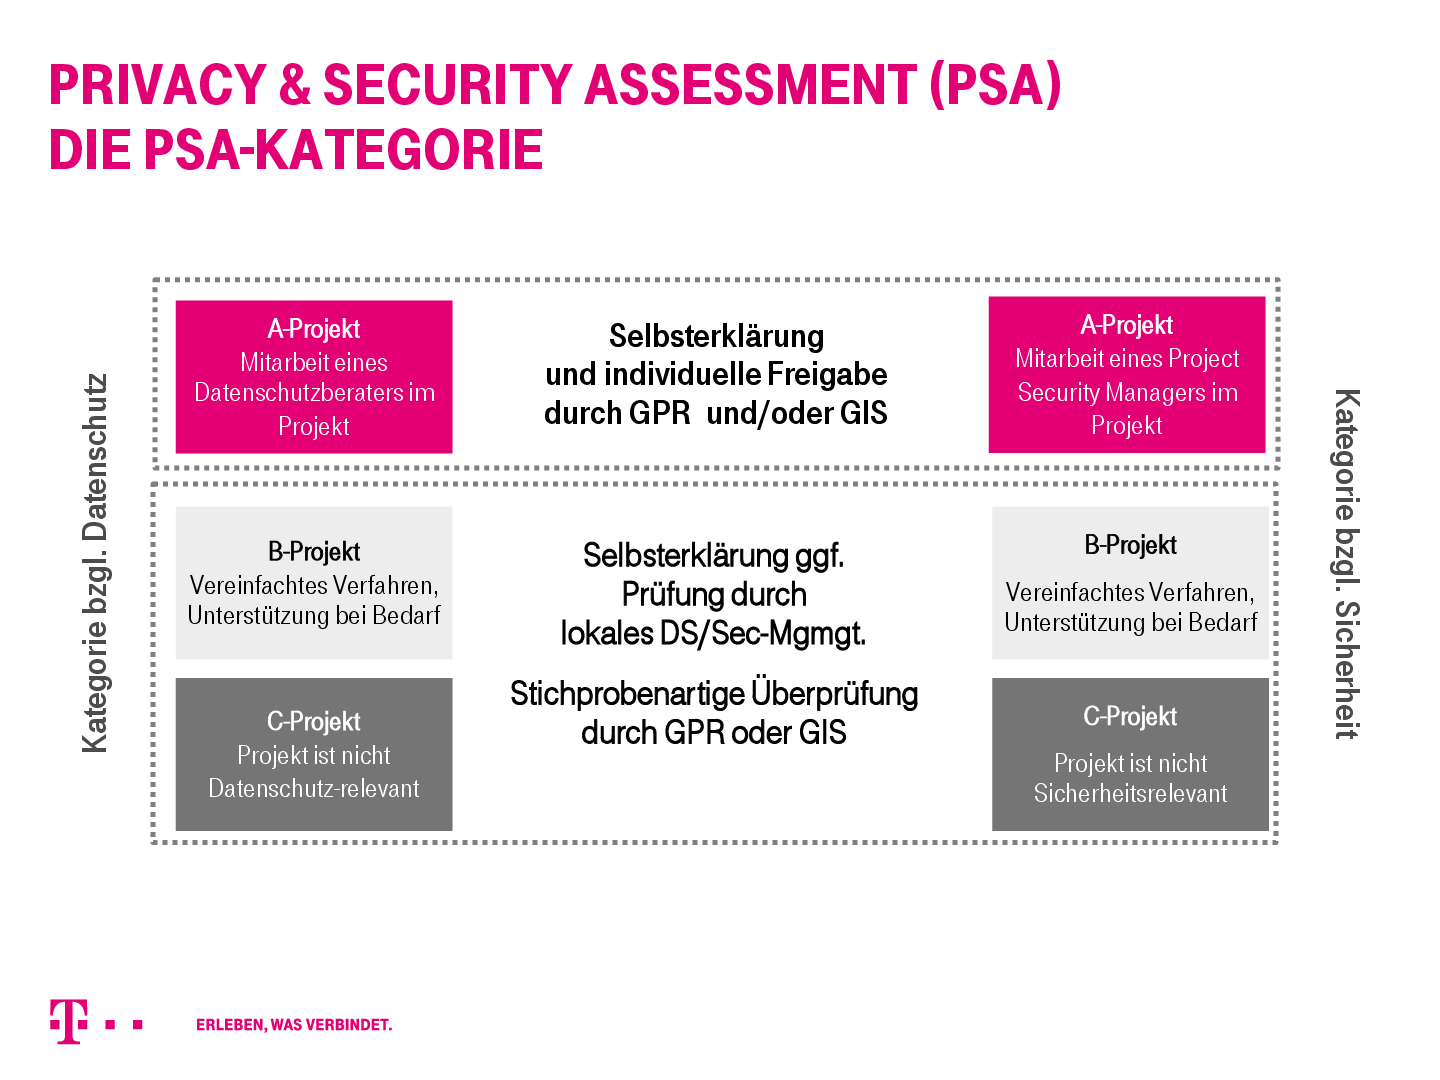 PRIVACY & SECURITY ASSESSMENT (PSA)
DIE PSA-KATEGORIE
Kategorie bzgl. Datenschutz
A-Projekt
Mitarbeit eines
Datenschutzberaters im
Projekt
Selbsterklärung
und individuelle Freigabe
durch GPR und/oder GIS
A-Projekt
Mitarbeit eines Project
Security Managers im
Projekt
B-Projekt
Vereinfachtes Verfahren,
Unterstützung bei Bedarf
Selbsterklärung ggf.
Prüfung durch
lokales DS/Sec-Mgmgt.
Stichprobenartige Überprüfung
durch GPR oder GIS
B-Projekt
Vereinfachtes Verfahren,
Unterstützung bei Bedarf
C-Projekt
Projekt ist nicht
Datenschutz-relevant
C-Projekt
Projekt ist nicht
Sicherheitsrelevant
Kategorie bzgl. Sicherheit
T
ERLEBEN, WAS VERBINDET.